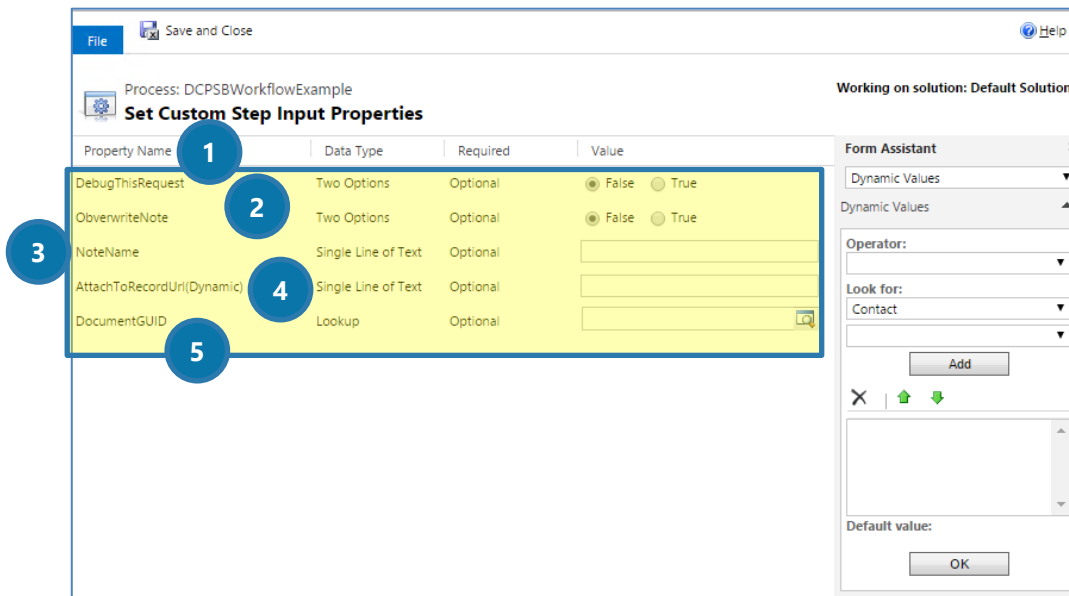 File
Save and Close
Help
Process: DCPSBWorkflowExample
Set Custom Step Input Properties
Working on solution: Default Solution
Property Name
1
Data Type
Required
Value
DebugThisRequest
Two Options
Optional
False
True
2
ObverwriteNote
Two Options
Optional
False
True
3
NoteName
Single Line of Text
Optional
AttachToRecordUrl(Dynamic)
4
Single Line of Text
Optional
DocumentGUID
Lookup
Optional
5
Form Assistant
Dynamic Values
Dynamic Values
Operator:
Look for:
Contact
Add
Default value:
OK